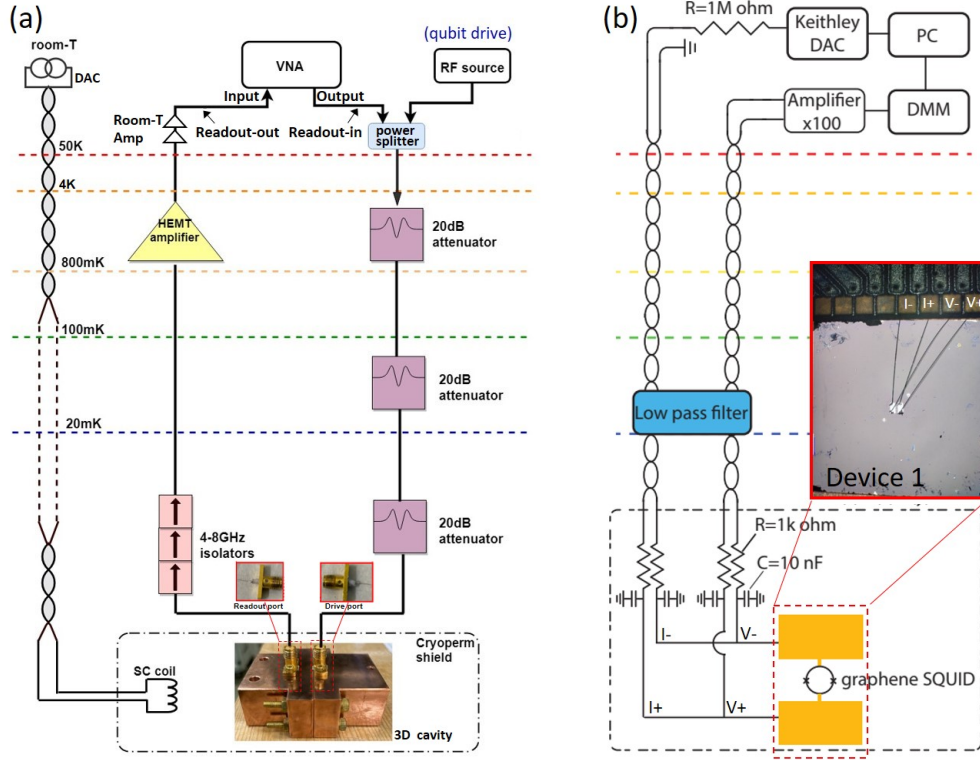 (a)
room-T
DAC
VNA
(qubit drive)
RF source
Input
Output
Room-T
Amp
Readout-out
Readout-in
power
splitter
50K
4K
HEMT
amplifier
20dB
attenuator
800mK
100mK
20dB
attenuator
20mK
4-8GHz
isolators
20dB
attenuator
Readout port
Drive port
Cryoperm
shield
SC coil
3D cavity
(b)
R=1M ohm
Keithley
DAC
PC
Amplifier
x100
DMM
I- I+ V- V+
Low pass filter
Device 1
R=1k ohm
C=10 nF
I-
V-
graphene SQUID
I+
V+